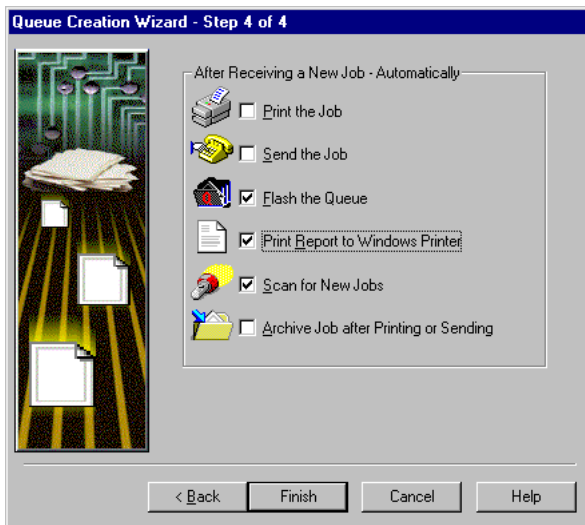 Queue Creation Wizard - Step 4 of 4
After Receiving a New Job - Automatically
Print the Job
Send the Job
Flash the Queue
Print Report to Windows Printer
Scan for New Jobs
Archive Job after Printing or Sending
< Back Finish Cancel Help